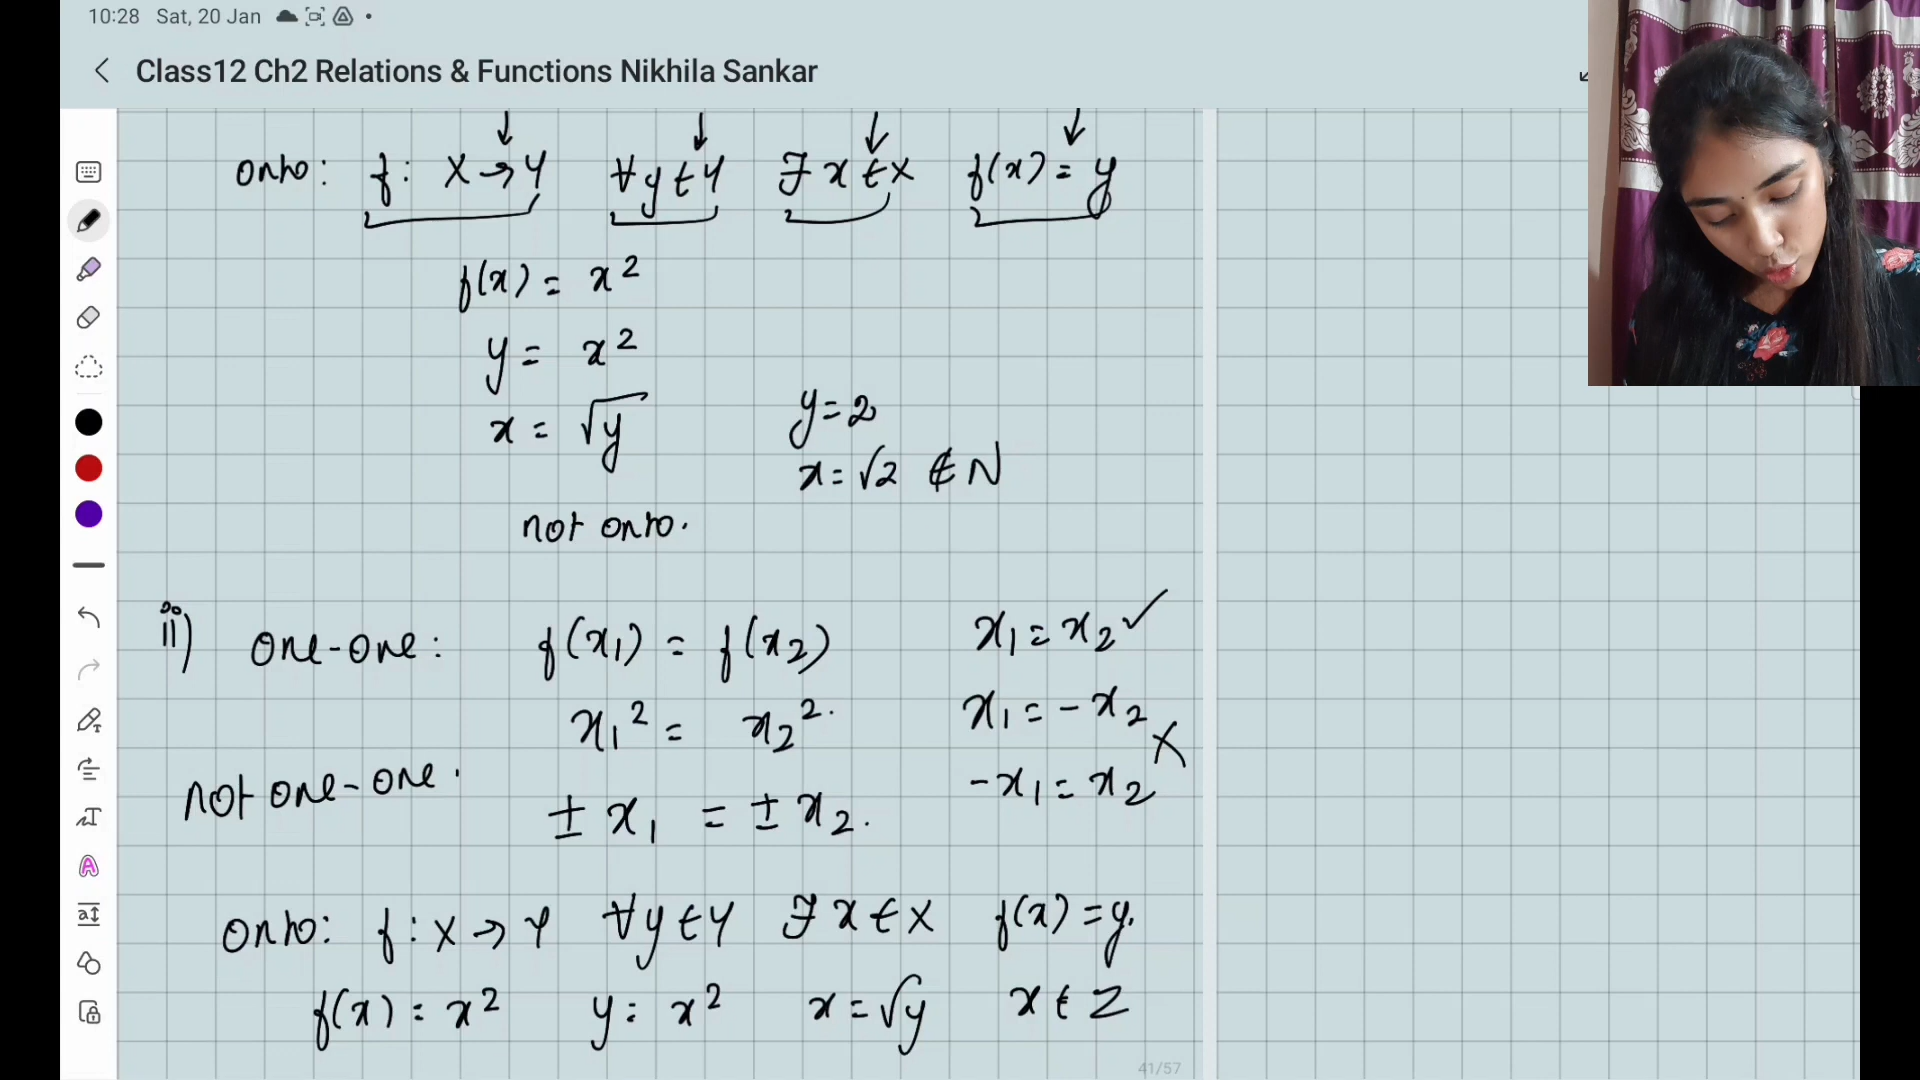 10:28 Sat, 20 Jan
Class12 Ch2 Relations & Functions Nikhila Sankar
onto: f: X → Y ∀ y ∈ Y ∃ x ∈ X f(x) = y
f(x) = x²
y = x²
x = √y
y = 2
x = √2 ∉ N
not onto.
ii) one-one: f(x₁) = f(x₂) x₁ = x₂ ✓
x₁² = x₂². x₁ = -x₂
not one-one. -x₁ = x₂ ✗
± x₁ = ± x₂.
onto: f: X → Y ∀ y ∈ Y ∃ x ∈ X f(x) = y.
f(x) = x² y = x² x = √y x ∈ Z
41/57